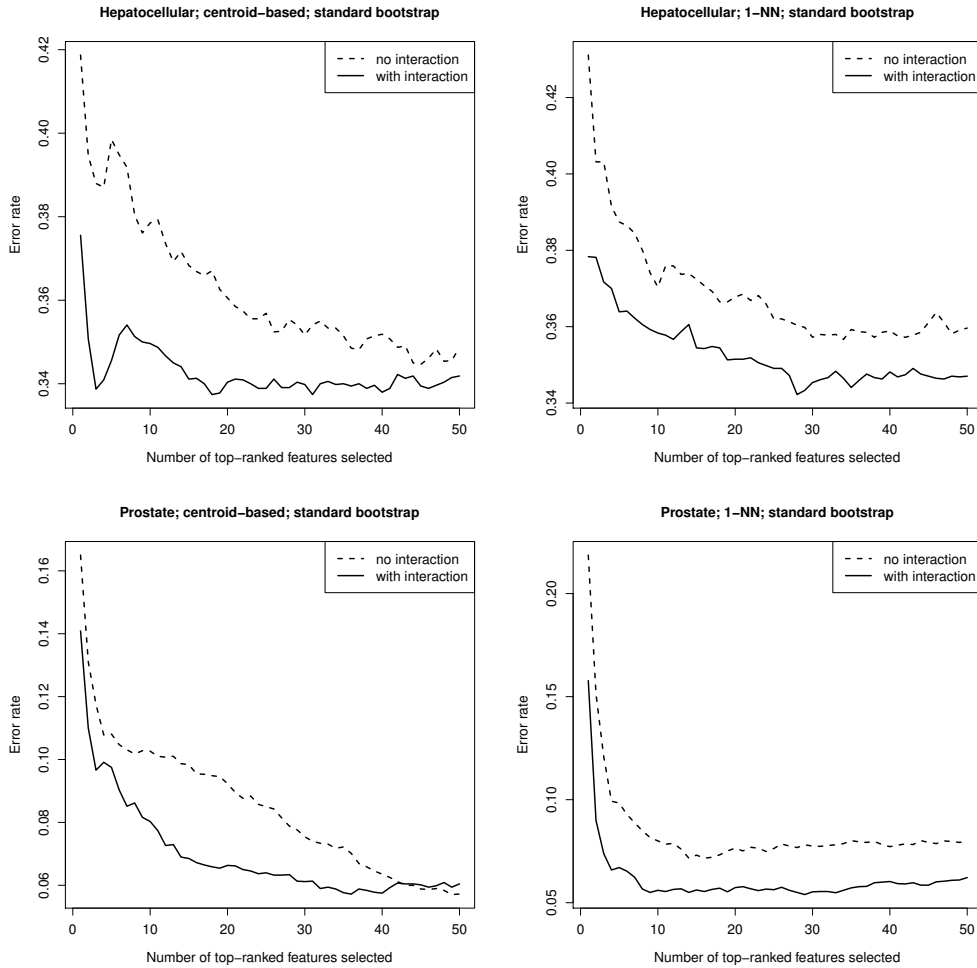 Hepatocellular; centroid-based; standard bootstrap
no interaction
with interaction
Error rate
0.42
0.40
0.38
0.36
0.34
0 10 20 30 40 50
Number of top-ranked features selected
Hepatocellular; 1-NN; standard bootstrap
no interaction
with interaction
Error rate
0.42
0.40
0.38
0.36
0.34
0 10 20 30 40 50
Number of top-ranked features selected
Prostate; centroid-based; standard bootstrap
no interaction
with interaction
Error rate
0.16
0.14
0.12
0.10
0.08
0.06
0 10 20 30 40 50
Number of top-ranked features selected
Prostate; 1-NN; standard bootstrap
no interaction
with interaction
Error rate
0.20
0.15
0.10
0.05
0 10 20 30 40 50
Number of top-ranked features selected